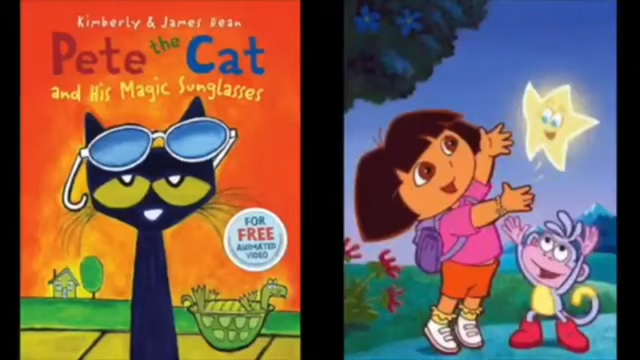 Kimberly & James Dean
Pete the Cat
and His Magic Sunglasses
FOR
FREE
ANIMATED
VIDEO